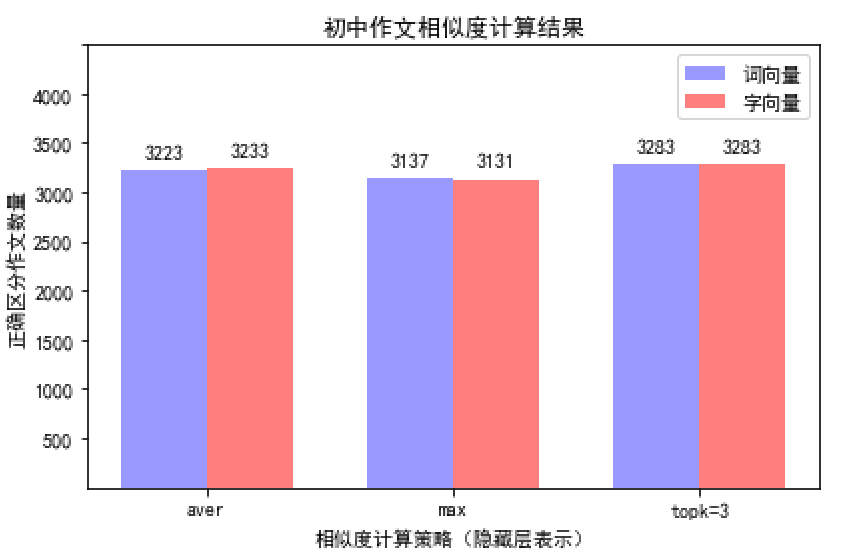 初中作文相似度计算结果
词向量
字向量
正确区分作文数量
4000
3500
3000
2500
2000
1500
1000
500
3223
3233
3137
3131
3283
3283
aver
max
topk=3
相似度计算策略（隐藏层表示）